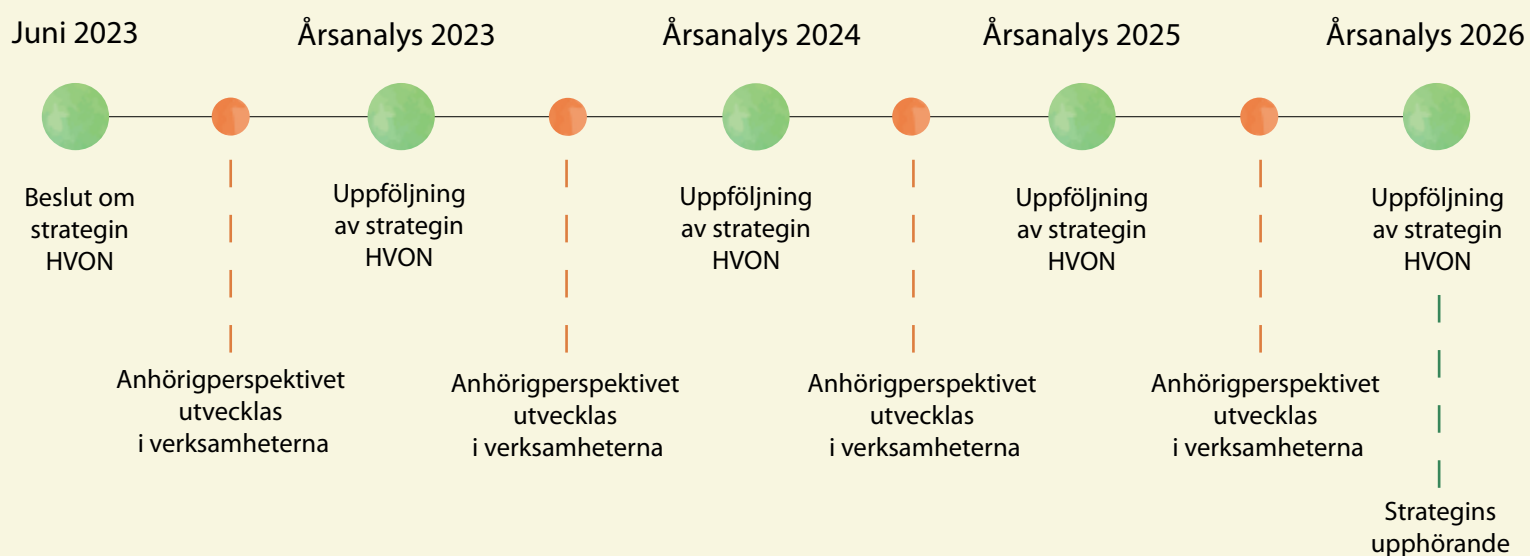 Juni 2023
Årsanalys 2023
Årsanalys 2024
Årsanalys 2025
Årsanalys 2026
Beslut om
strategin
HVON
Uppföljning
av strategin
HVON
Uppföljning
av strategin
HVON
Uppföljning
av strategin
HVON
Uppföljning
av strategin
HVON
Anhörigperspektivet
utvecklas
i verksamheterna
Anhörigperspektivet
utvecklas
i verksamheterna
Anhörigperspektivet
utvecklas
i verksamheterna
Anhörigperspektivet
utvecklas
i verksamheterna
Strategins
upphörande